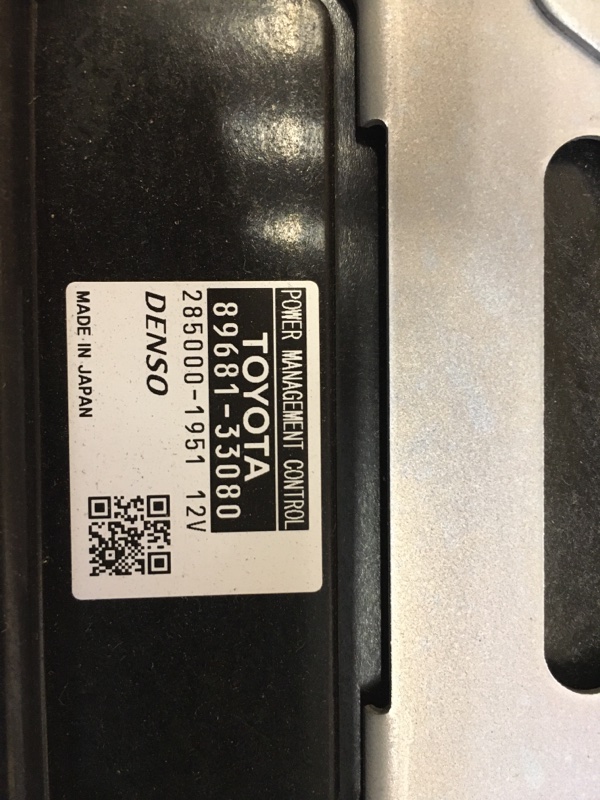 POWER MANAGEMENT CONTROL
TOYOTA
89681-33080
285000-1951 12V
DENSO
MADE IN JAPAN